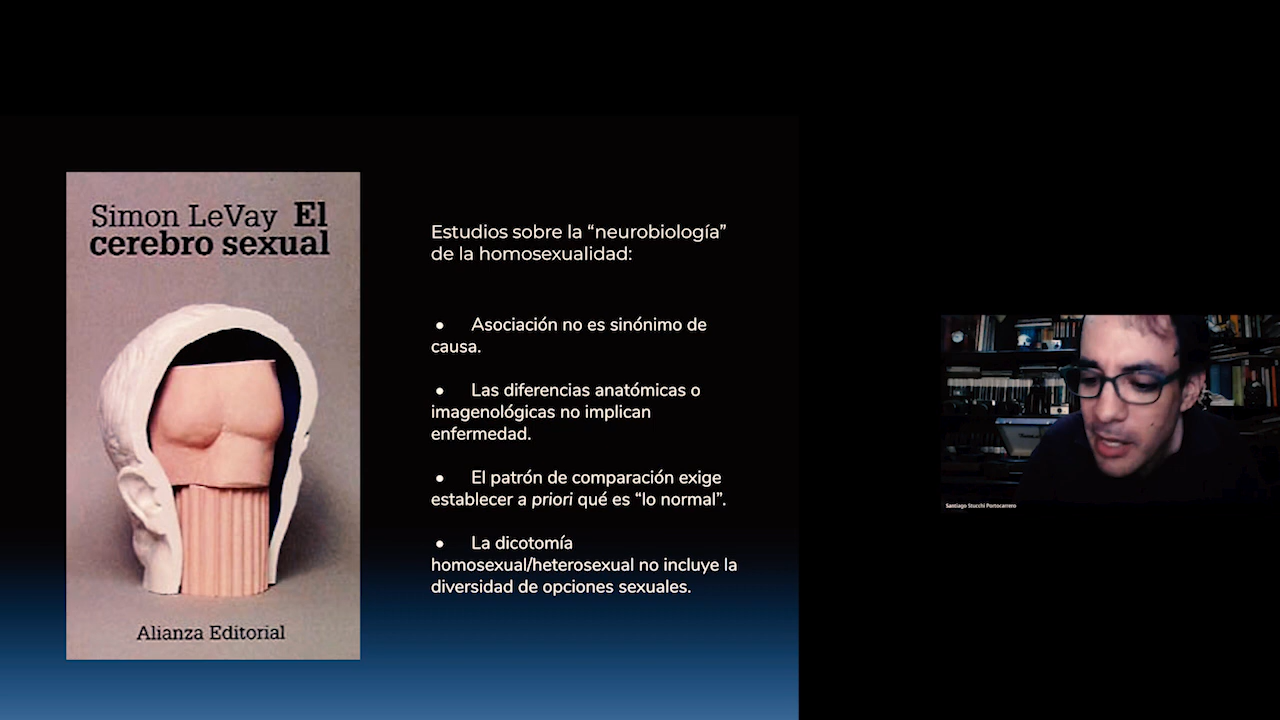 Simon LeVay El
cerebro sexual
Alianza Editorial
Estudios sobre la “neurobiología”
de la homosexualidad:
• Asociación no es sinónimo de
causa.
• Las diferencias anatómicas o
imagenológicas no implican
enfermedad.
• El patrón de comparación exige
establecer a priori qué es “lo normal”.
• La dicotomía
homosexual/heterosexual no incluye la
diversidad de opciones sexuales.
Santiago Stucchi Portocarrero